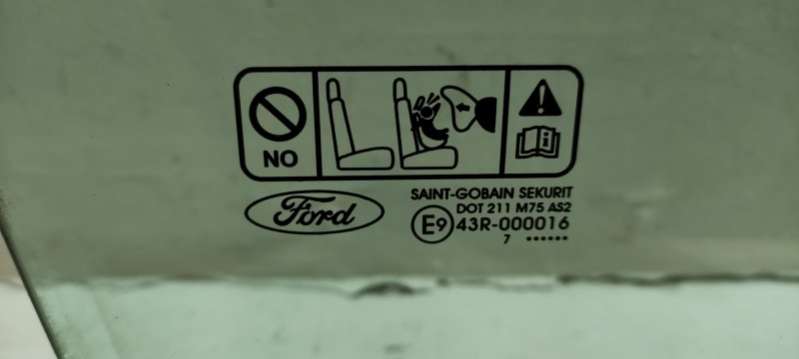 NO
Ford
SAINT-GOBAIN SEKURIT
DOT 211 M75 AS2
E9 43R-000016
7 ••••••